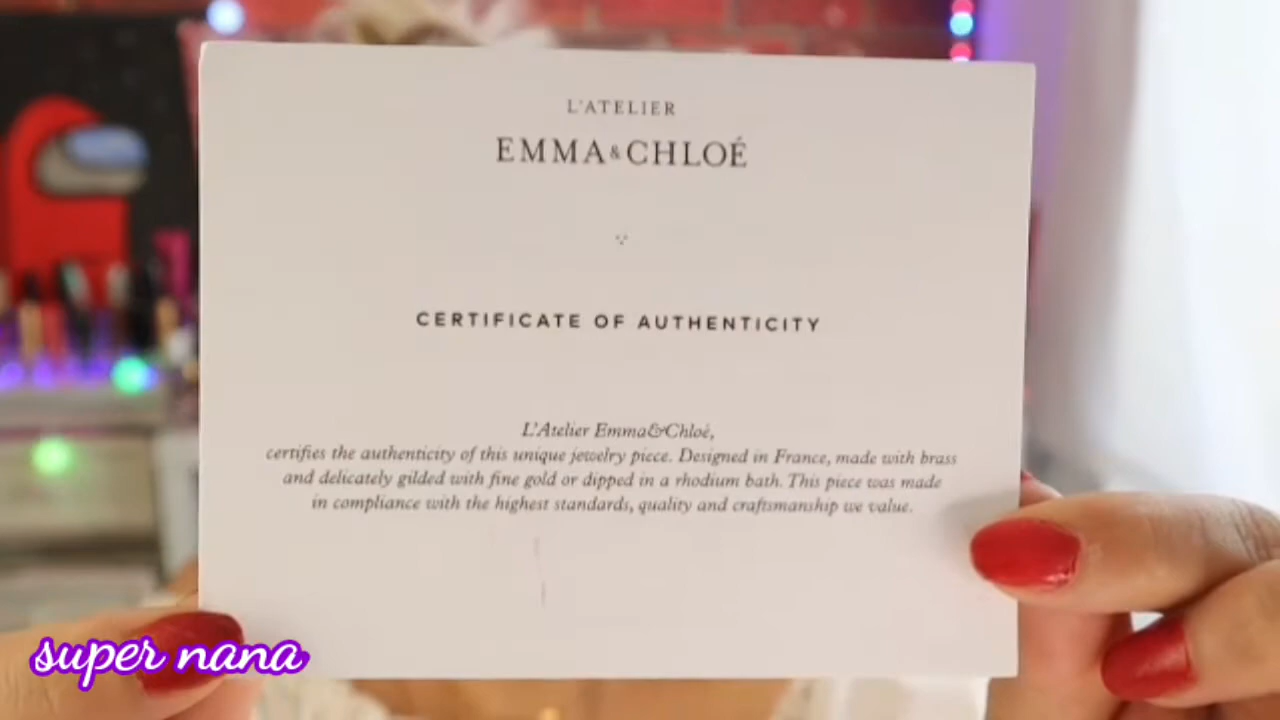 L'ATELIER
EMMA&CHLOÉ
CERTIFICATE OF AUTHENTICITY
L'Atelier Emma&Chloé,
certifies the authenticity of this unique jewelry piece. Designed in France, made with brass
and delicately gilded with fine gold or dipped in a rhodium bath. This piece was made
in compliance with the highest standards, quality and craftsmanship we value.
super nana